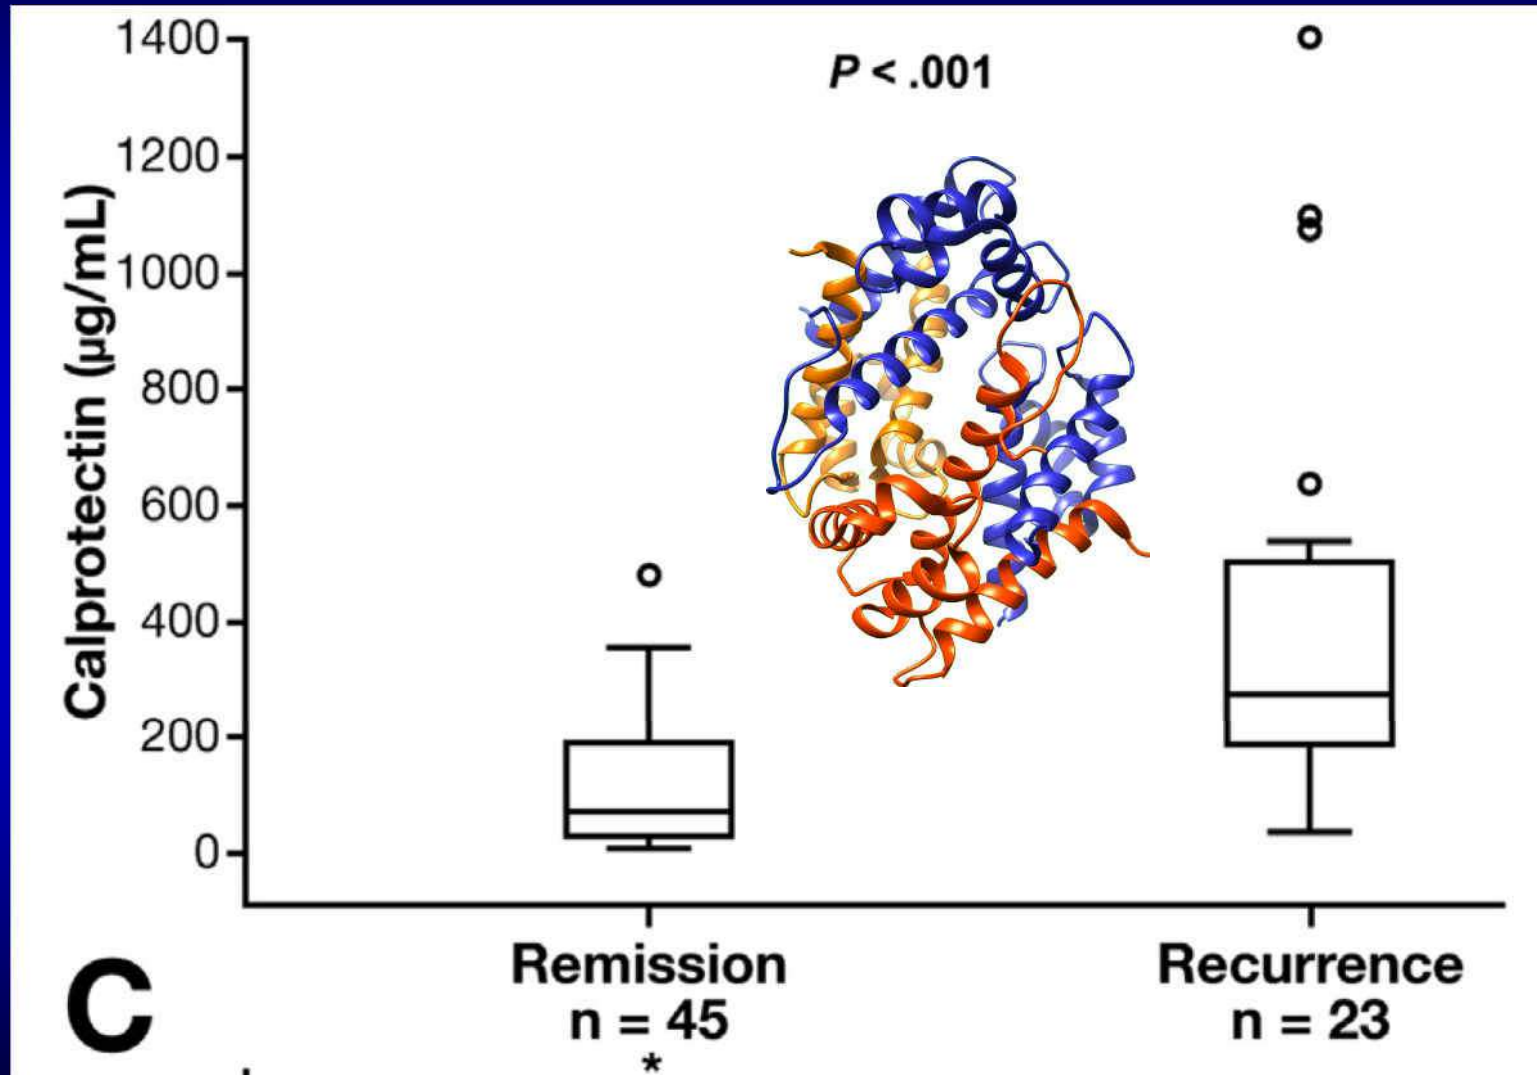 1400
P < .001
1200
1000
800
600
400
200
0
Calprotectin (µg/mL)
Remission
n = 45
Recurrence
n = 23
C
*